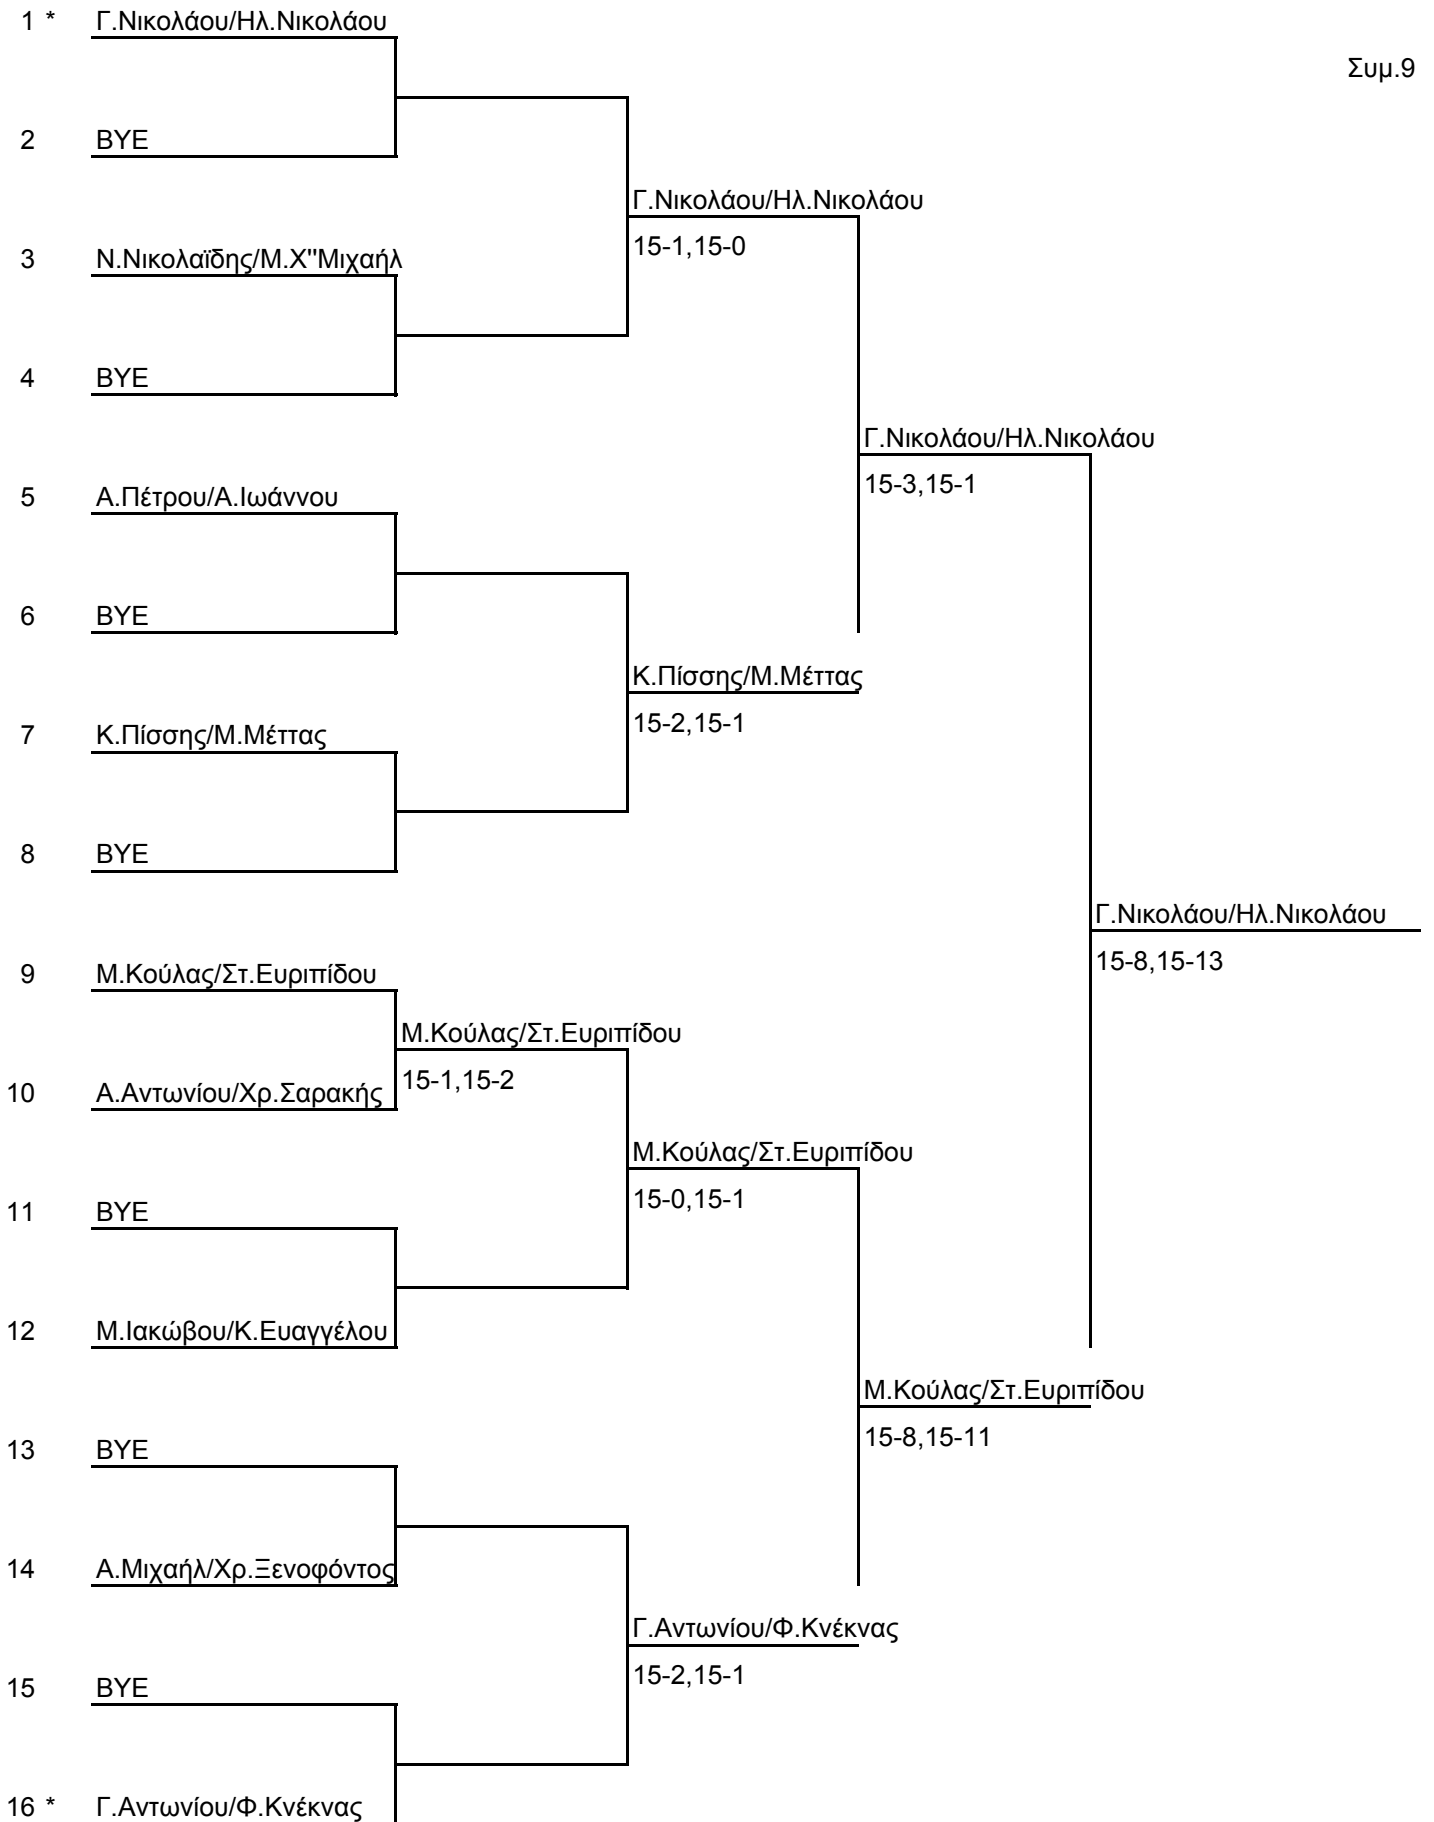 1 * Γ.Νικολάου/Ηλ.Νικολάου
Συμ.9
2 BYE
Γ.Νικολάου/Ηλ.Νικολάου
15-1,15-0
3 Ν.Νικολαϊδης/Μ.Χ"Μιχαήλ
4 BYE
Γ.Νικολάου/Ηλ.Νικολάου
15-3,15-1
5 Α.Πέτρου/Α.Ιωάννου
6 BYE
Κ.Πίσσης/Μ.Μέττας
15-2,15-1
7 Κ.Πίσσης/Μ.Μέττας
8 BYE
Γ.Νικολάου/Ηλ.Νικολάου
15-8,15-13
9 Μ.Κούλας/Στ.Ευριπίδου
Μ.Κούλας/Στ.Ευριπίδου
15-1,15-2
10 Α.Αντωνίου/Χρ.Σαρακής
Μ.Κούλας/Στ.Ευριπίδου
15-0,15-1
11 BYE
12 Μ.Ιακώβου/Κ.Ευαγγέλου
Μ.Κούλας/Στ.Ευριπίδου
15-8,15-11
13 BYE
14 Α.Μιχαήλ/Χρ.Ξενοφόντος
Γ.Αντωνίου/Φ.Κνέκνας
15-2,15-1
15 BYE
16 * Γ.Αντωνίου/Φ.Κνέκνας